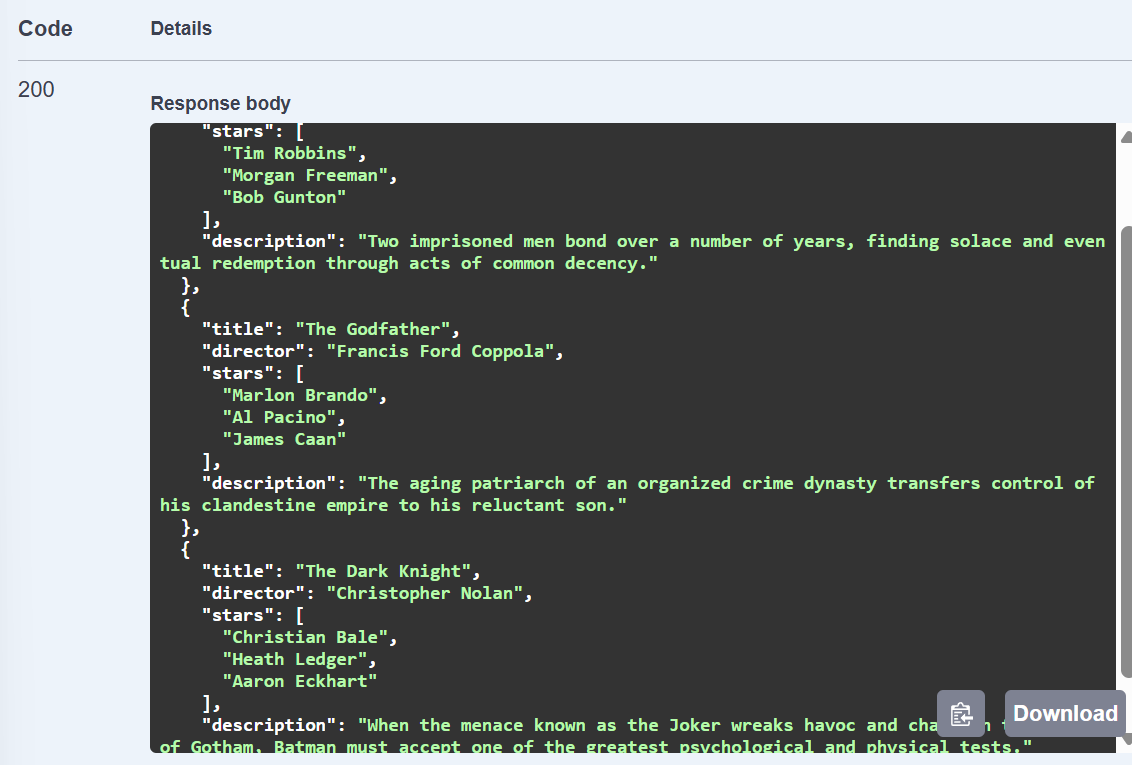 Code Details
200
Response body
"stars": [
"Tim Robbins",
"Morgan Freeman",
"Bob Gunton"
],
"description": "Two imprisoned men bond over a number of years, finding solace and even
tual redemption through acts of common decency."
},
{
"title": "The Godfather",
"director": "Francis Ford Coppola",
"stars": [
"Marlon Brando",
"Al Pacino",
"James Caan"
],
"description": "The aging patriarch of an organized crime dynasty transfers control of
his clandestine empire to his reluctant son."
},
{
"title": "The Dark Knight",
"director": "Christopher Nolan",
"stars": [
"Christian Bale",
"Heath Ledger",
"Aaron Eckhart"
],
"description": "When the menace known as the Joker wreaks havoc and
Download
of Gotham, Batman must accept one of the greatest psychological and physical tests."